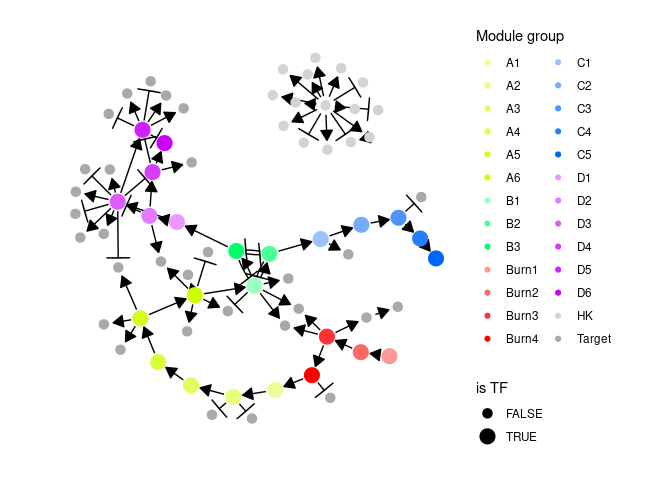 Module group
A1 C1
A2 C2
A3 C3
A4 C4
A5 C5
A6 D1
B1 D2
B2 D3
B3 D4
Burn1 D5
Burn2 D6
Burn3 HK
Burn4 Target
is TF
FALSE
TRUE